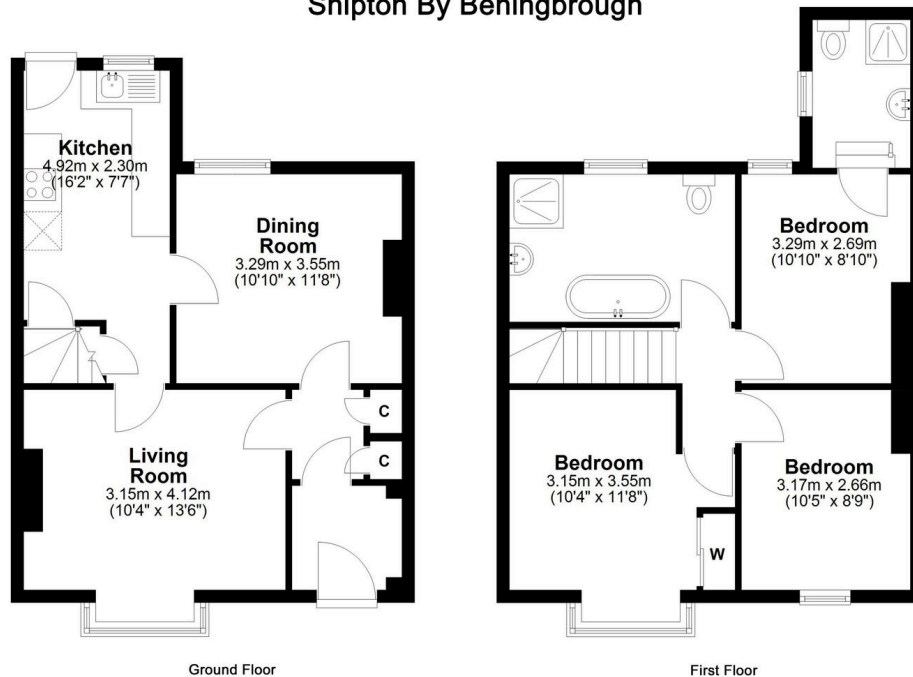 Shipton By Beningbrough
Kitchen
4.92m x 2.30m
(16'2" x 7'7")
Dining
Room
3.29m x 3.55m
(10'10" x 11'8")
C
C
Living
Room
3.15m x 4.12m
(10'4" x 13'6")
Ground Floor
Bedroom
3.29m x 2.69m
(10'10" x 8'10")
Bedroom
3.15m x 3.55m
(10'4" x 11'8")
W
Bedroom
3.17m x 2.66m
(10'5" x 8'9")
First Floor